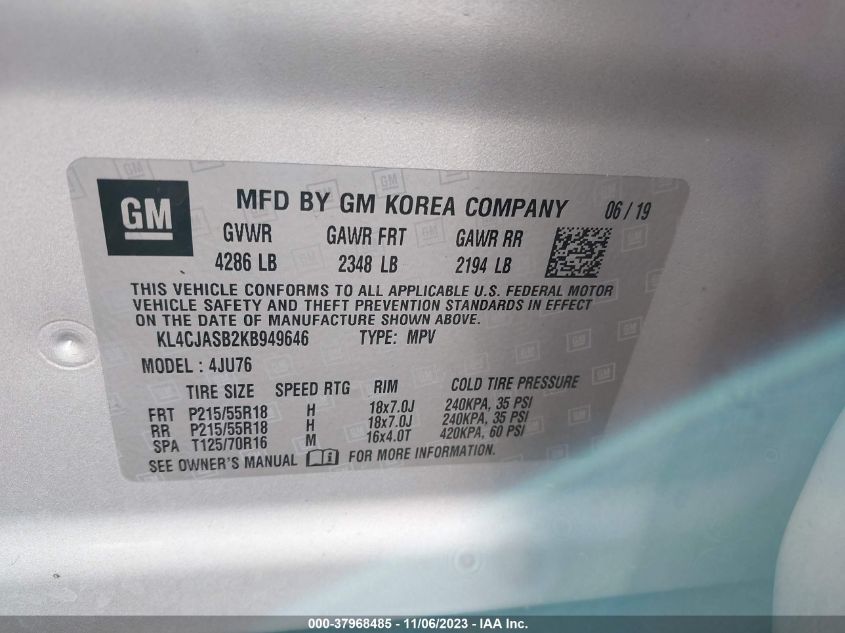 GM MFD BY GM KOREA COMPANY 06 / 19
GVWR GAWR FRT GAWR RR
4286 LB 2348 LB 2194 LB
THIS VEHICLE CONFORMS TO ALL APPLICABLE U.S. FEDERAL MOTOR
VEHICLE SAFETY AND THEFT PREVENTION STANDARDS IN EFFECT
ON THE DATE OF MANUFACTURE SHOWN ABOVE.
KL4CJASB2KB949646 TYPE: MPV
MODEL : 4JU76
TIRE SIZE SPEED RTG RIM COLD TIRE PRESSURE
FRT P215/55R18 H 18x7.0J 240KPA, 35 PSI
RR P215/55R18 H 18x7.0J 240KPA, 35 PSI
SPA T125/70R16 M 16x4.0T 420KPA, 60 PSI
SEE OWNER'S MANUAL FOR MORE INFORMATION.
000-37968485 - 11/06/2023 - IAA Inc.